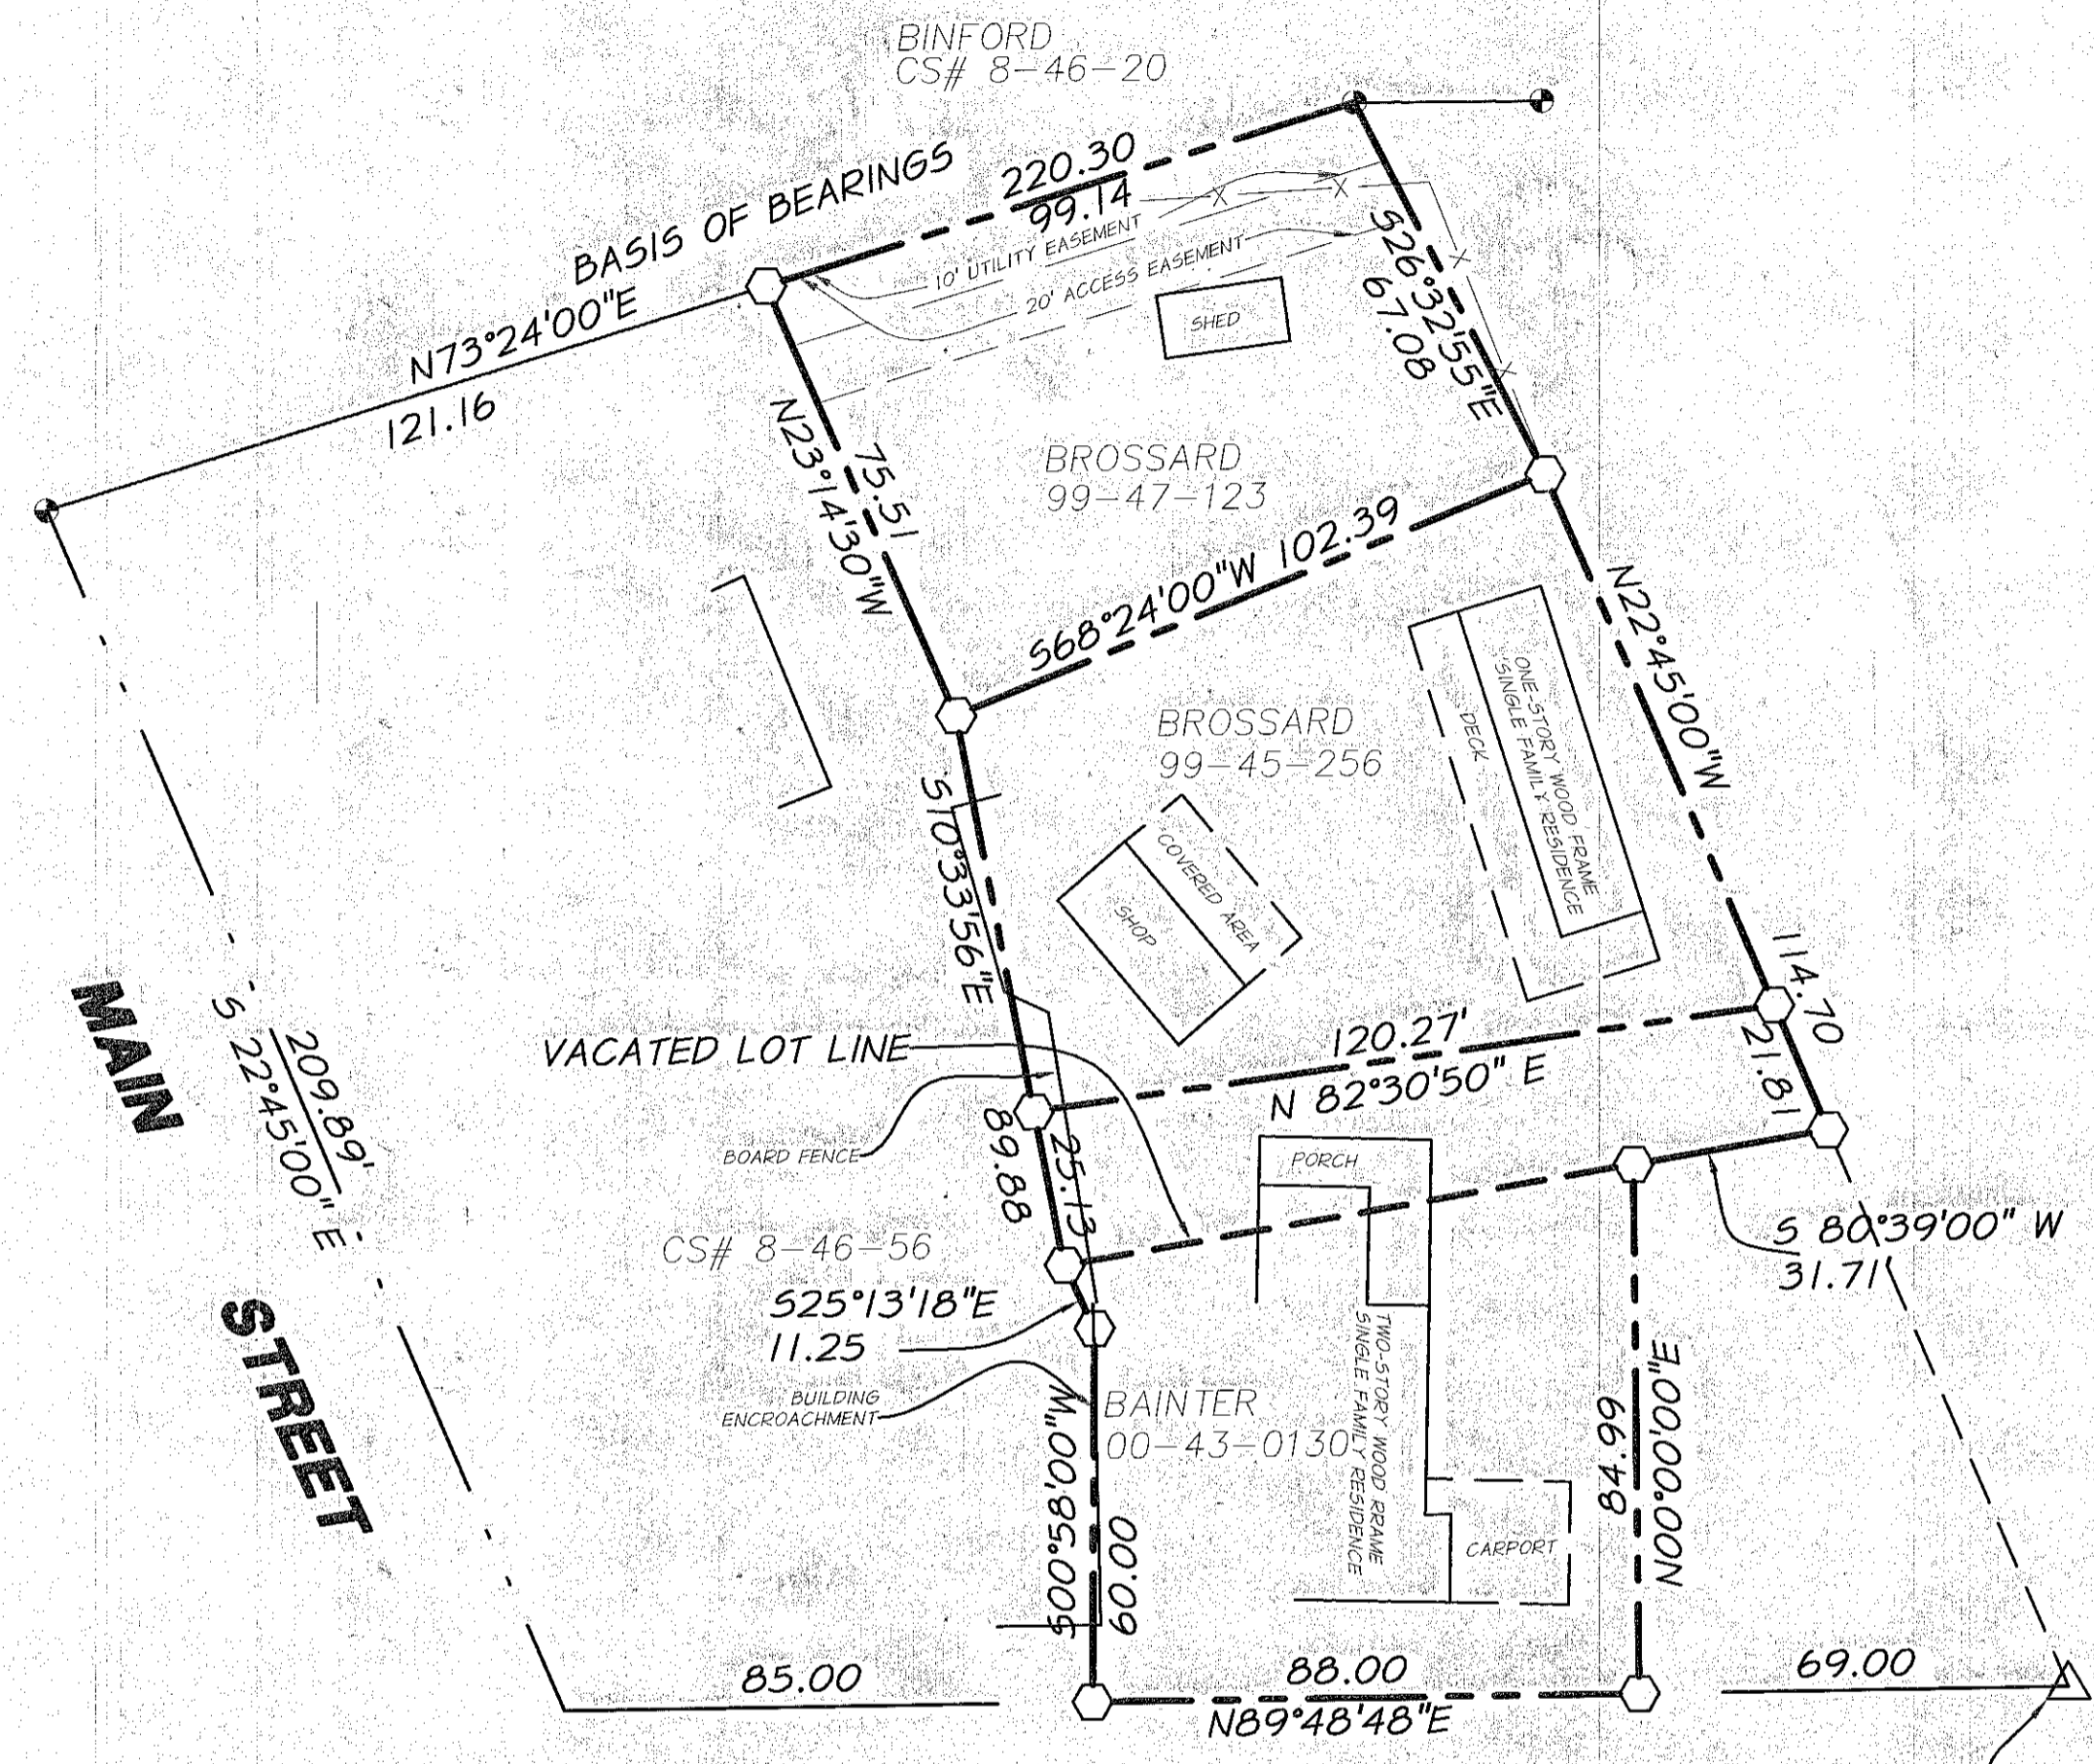 BINFORD
CS# 8-46-20
BASIS OF BEARINGS
220.30
99.14
N73°24'00"E
121.16
10' UTILITY EASEMENT
20' ACCESS EASEMENT
SHED
S26°32'55"E
67.08
75.51
N23°14'30"W
BROSSARD
99-47-123
S68°24'00"W 102.39
N22°45'00"W
114.70
ONE-STORY WOOD FRAME
SINGLE FAMILY RESIDENCE
DECK
BROSSARD
99-45-256
S10°33'56"E
89.88
COVERED AREA
SHOP
MAIN
STREET
209.89'
S 22°45'00" E
VACATED LOT LINE
120.27'
N 82°30'50" E
21.81
BOARD FENCE
25.13
PORCH
S 80°39'00" W
31.71
CS# 8-46-56
S25°13'18"E
11.25
BUILDING
ENCROACHMENT
BAINTER
00-43-0130
TWO-STORY WOOD RRAME
SINGLE FAMILY RESIDENCE
S00°58'00"W
60.00
84.99
N00°00'00"E
CARPORT
85.00
88.00
N89°48'48"E
69.00